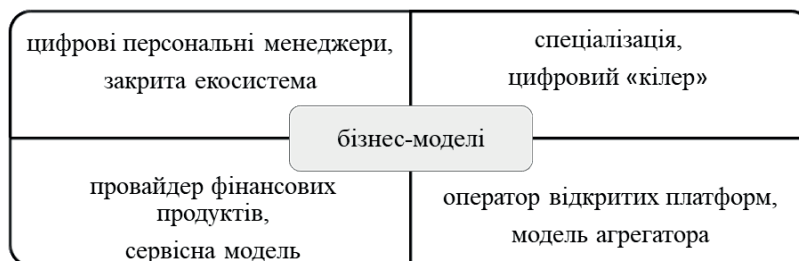 цифрові персональні менеджери,
закрита екосистема
спеціалізація,
цифровий «кілер»
бізнес-моделі
провайдер фінансових
продуктів,
сервісна модель
оператор відкритих платформ,
модель агрегатора